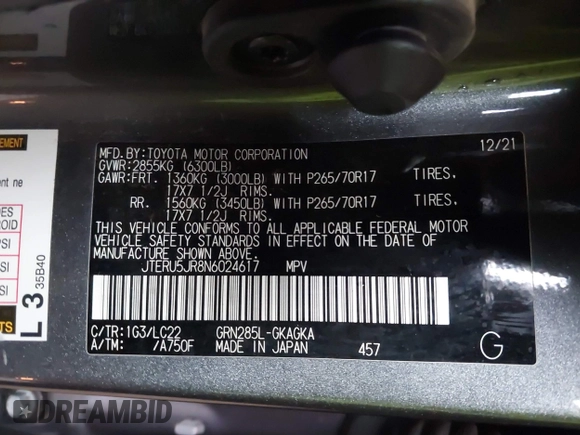 MFD.BY:TOYOTA MOTOR CORPORATION 12/21
GVWR:2855KG (6300LB)
GAWR:FRT. 1360KG (3000LB) WITH P265/70R17 TIRES,
17X7 1/2J RIMS.
RR. 1560KG (3450LB) WITH P265/70R17 TIRES,
17X7 1/2J RIMS.
THIS VEHICLE CONFORMS TO ALL APPLICABLE FEDERAL MOTOR
VEHICLE SAFETY STANDARDS IN EFFECT ON THE DATE OF
MANUFACTURE SHOWN ABOVE.
JTERU5JR8N6024617 MPV
C/TR:1G3/LC22 GRN285L-GKAGKA
A/TM: /A750F MADE IN JAPAN 457 G
L 3
35B40
DREAMBID